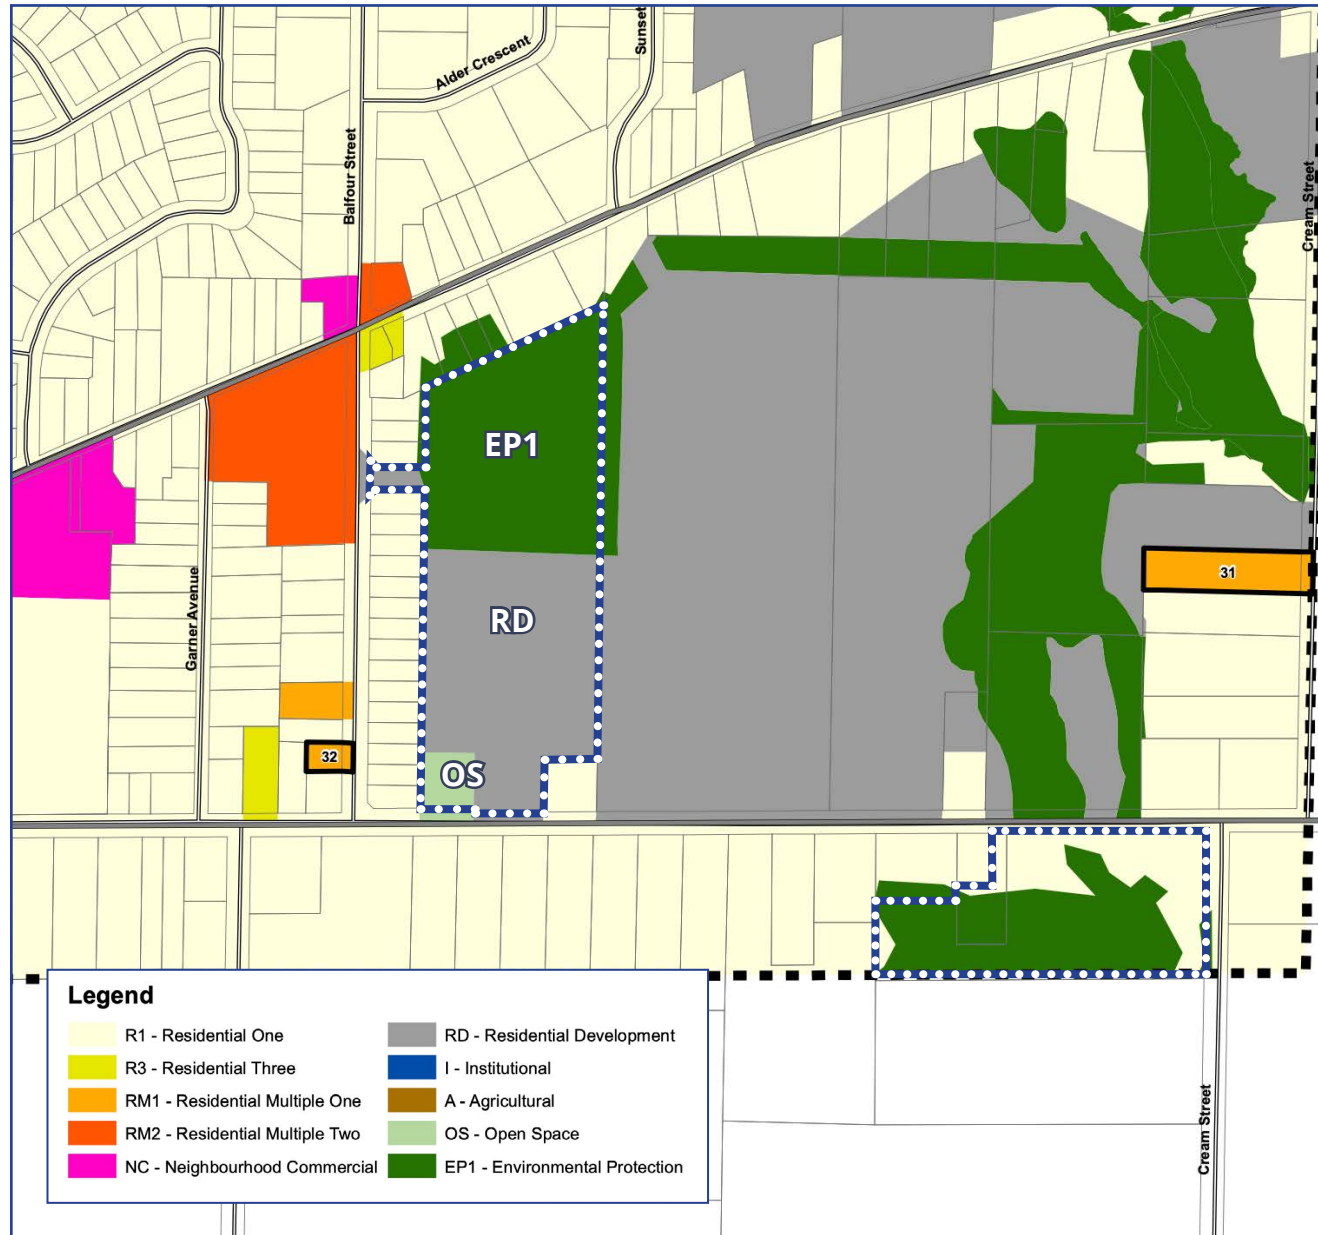 Sunset
Alder Crescent
Balfour Street
Cream Street
EP1
31
Garner Avenue
RD
32
OS
Legend
R1 - Residential One
R3 - Residential Three
RM1 - Residential Multiple One
RM2 - Residential Multiple Two
NC - Neighbourhood Commercial
RD - Residential Development
I - Institutional
A - Agricultural
OS - Open Space
EP1 - Environmental Protection
Cream Street